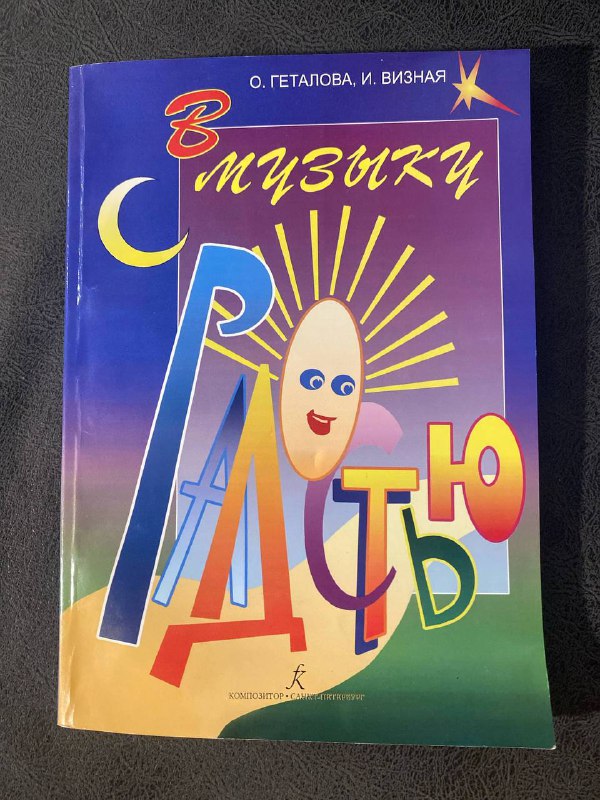 О. ГЕТАЛОВА, И. ВИЗНАЯ
В
МУЗЫКУ
С
РАДОСТЬЮ
КОМПОЗИТОР • САНКТ-ПЕТЕРБУРГ